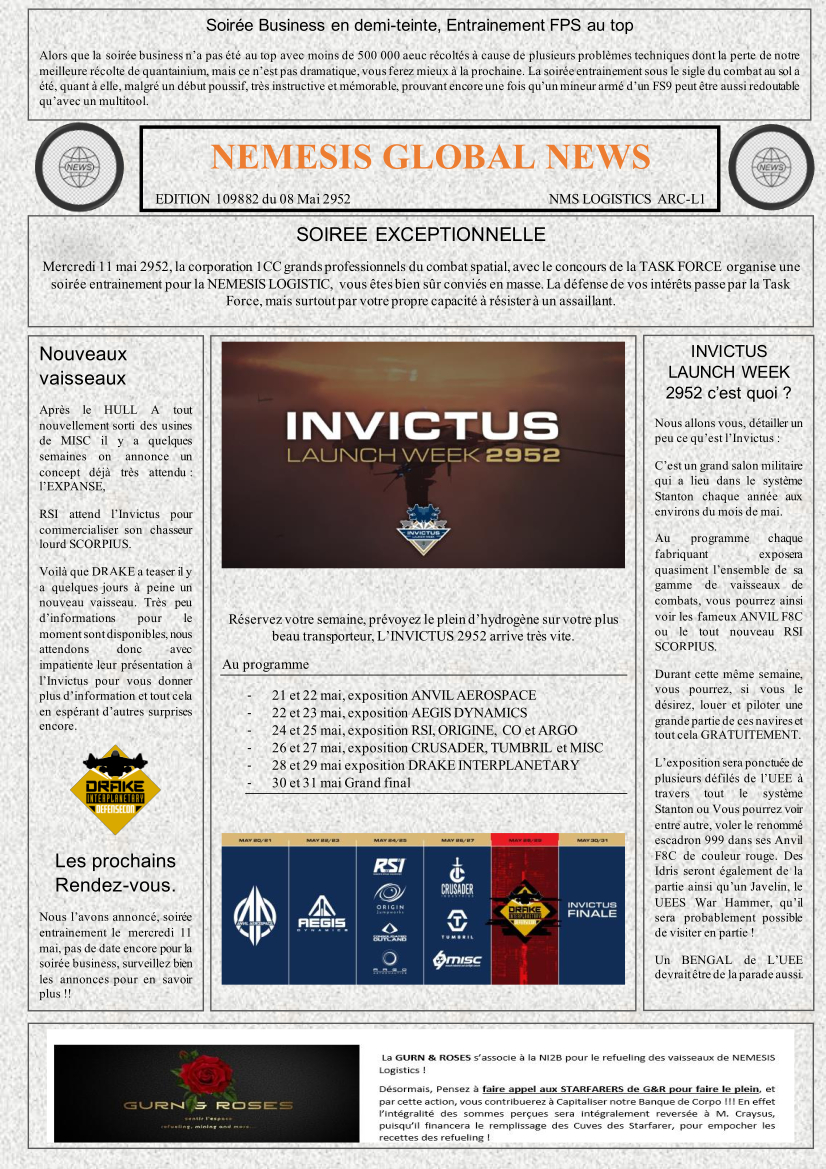 Soirée Business en demi-teinte, Entrainement FPS au top
Alors que la soirée business n'a pas été au top avec moins de 500 000 aeuc récoltés à cause de plusieurs problèmes techniques dont la perte de notre
meilleure récolte de quantainium, mais ce n'est pas dramatique, vous ferez mieux à la prochaine. La soirée entrainement sous le sigle du combat au sol a
été, quant à elle, malgré un début poussif, très instructive et mémorable, prouvant encore une fois qu'un mineur armé d'un FS9 peut être aussi redoutable
qu'avec un multitool.
NEWS
NEMESIS GLOBAL NEWS
NEWS
EDITION 109882 du 08 Mai 2952
NMS LOGISTICS ARC-L1
SOIREE EXCEPTIONNELLE
Mercredi 11 mai 2952, la corporation 1CC grands professionnels du combat spatial, avec le concours de la TASK FORCE organise une
soirée entrainement pour la NEMESIS LOGISTIC, vous êtes bien sûr conviés en masse. La défense de vos intérêts passe par la Task
Force, mais surtout par votre propre capacité à résister à un assaillant.
Nouveaux
vaisseaux
Après le HULL A tout
nouvellement sorti des usines
de MISC il y a quelques
semaines on annonce un
concept déjà très attendu :
l'EXPANSE,
RSI attend l'Invictus pour
commercialiser son chasseur
lourd SCORPIUS.
Voilà que DRAKE a teaser il y
a quelques jours à peine un
nouveau vaisseau. Très peu
d'informations pour le
moment sont disponibles, nous
attendons donc avec
impatiente leur présentation à
l'Invictus pour vous donner
plus d'information et tout cela
en espérant d'autres surprises
encore.
DRAKE
INTERPLANETARY
DEFENSECON
Les prochains
Rendez-vous.
Nous l'avons annoncé, soirée
entrainement le mercredi 11
mai, pas de date encore pour la
soirée business, surveillez bien
les annonces pour en savoir
plus !!
INVICTUS
LAUNCH WEEK 2952
INVICTUS
LAUNCH WEEK
Réservez votre semaine, prévoyez le plein d'hydrogène sur votre plus
beau transporteur, L'INVICTUS 2952 arrive très vite.
Au programme
- 21 et 22 mai, exposition ANVIL AEROSPACE
- 22 et 23 mai, exposition AEGIS DYNAMICS
- 24 et 25 mai, exposition RSI, ORIGINE, CO et ARGO
- 26 et 27 mai, exposition CRUSADER, TUMBRIL et MISC
- 28 et 29 mai exposition DRAKE INTERPLANETARY
- 30 et 31 mai Grand final
MAY 20/21 MAY 22/23 MAY 24/25 MAY 26/27 MAY 28/29 MAY 30/31
ANVIL AEROSPACE
AEGIS
DYNAMICS
RSI
ORIGIN
jumpworks
CONSOLIDATED
OUTLAND
ARGO
CRUSADER
INDUSTRIES
TUMBRIL
MISC
DRAKE
INTERPLANETARY
DEFENSECON
INVICTUS
FINALE
INVICTUS
LAUNCH WEEK
2952 c'est quoi ?
Nous allons vous, détailler un
peu ce qu'est l'Invictus :
C'est un grand salon militaire
qui a lieu dans le système
Stanton chaque année aux
environs du mois de mai.
Au programme chaque
fabriquant exposera
quasiment l'ensemble de sa
gamme de vaisseaux de
combats, vous pourrez ainsi
voir les fameux ANVIL F8C
ou le tout nouveau RSI
SCORPIUS.
Durant cette même semaine,
vous pourrez, si vous le
désirez, louer et piloter une
grande partie de ces navires et
tout cela GRATUITEMENT.
L'exposition sera ponctuée de
plusieurs défilés de l'UEE à
travers tout le système
Stanton ou Vous pourrez voir
entre autre, voler le renommé
escadron 999 dans ses Anvil
F8C de couleur rouge. Des
Idris seront également de la
partie ainsi qu'un Javelin, le
UEES War Hammer, qu'il
sera probablement possible
de visiter en partie !
Un BENGAL de L'UEE
devrait être de la parade aussi.
GURN & ROSES
sentir l'espace
refueling, mining and more...
La GURN & ROSES s'associe à la NI2B pour le refueling des vaisseaux de NEMESIS
Logistics !
Désormais, Pensez à faire appel aux STARFARERS de G&R pour faire le plein, et
par cette action, vous contribuerez à Capitaliser notre Banque de Corpo !!! En effet
l'intégralité des sommes perçues sera intégralement reversée à M. Craysus,
puisqu'il financera le remplissage des Cuves des Starfarer, pour empocher les
recettes des refueling !